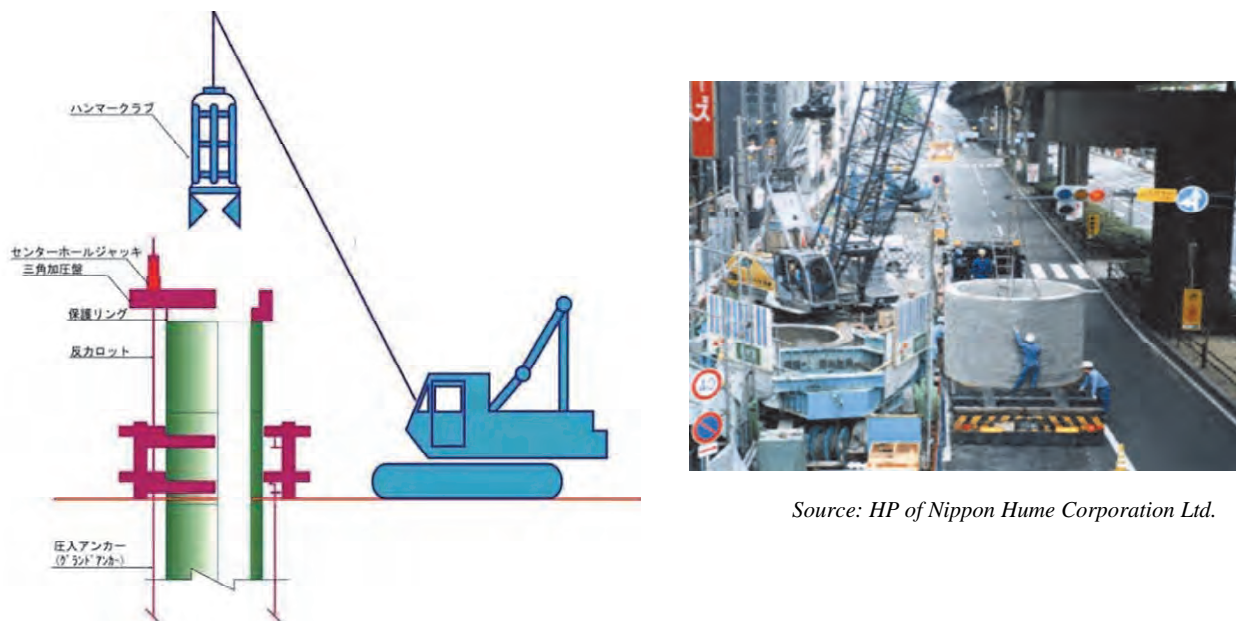 ハンマークラブ
センターホールジャッキ
三角加圧盤
保護リング
反力ロット
圧入アンカー
(グランドアンカー)
Source: HP of Nippon Hume Corporation Ltd.